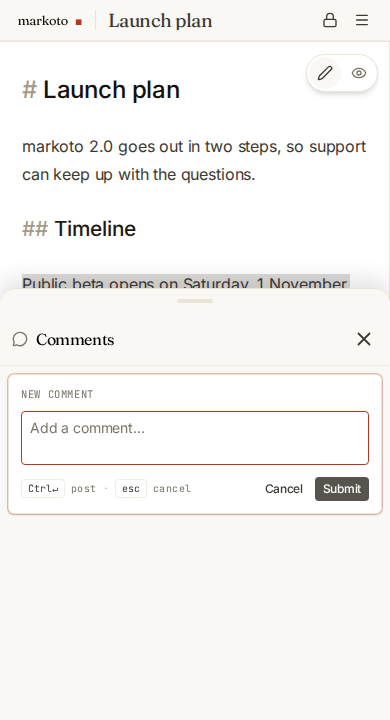 markoto
Launch plan
# Launch plan
markoto 2.0 goes out in two steps, so support
can keep up with the questions.
## Timeline
Public beta opens on Saturday, 1 November
Comments
NEW COMMENT
Add a comment...
Ctrl↵ post · esc cancel
Cancel
Submit